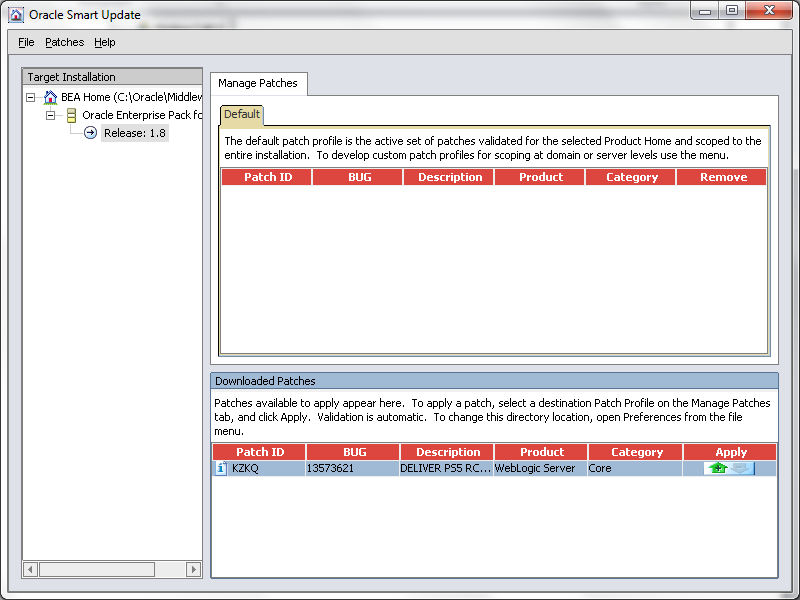 Oracle Smart Update
File Patches Help
Target Installation
BEA Home (C:\Oracle\Middlew
Oracle Enterprise Pack fo
Release: 1.8
Manage Patches
Default
The default patch profile is the active set of patches validated for the selected Product Home and scoped to the
entire installation. To develop custom patch profiles for scoping at domain or server levels use the menu.
Patch ID BUG Description Product Category Remove
Downloaded Patches
Patches available to apply appear here. To apply a patch, select a destination Patch Profile on the Manage Patches
tab, and click Apply. Validation is automatic. To change this directory location, open Preferences from the file
menu.
Patch ID BUG Description Product Category Apply
KZKQ 13573621 DELIVER PS5 RC... WebLogic Server Core